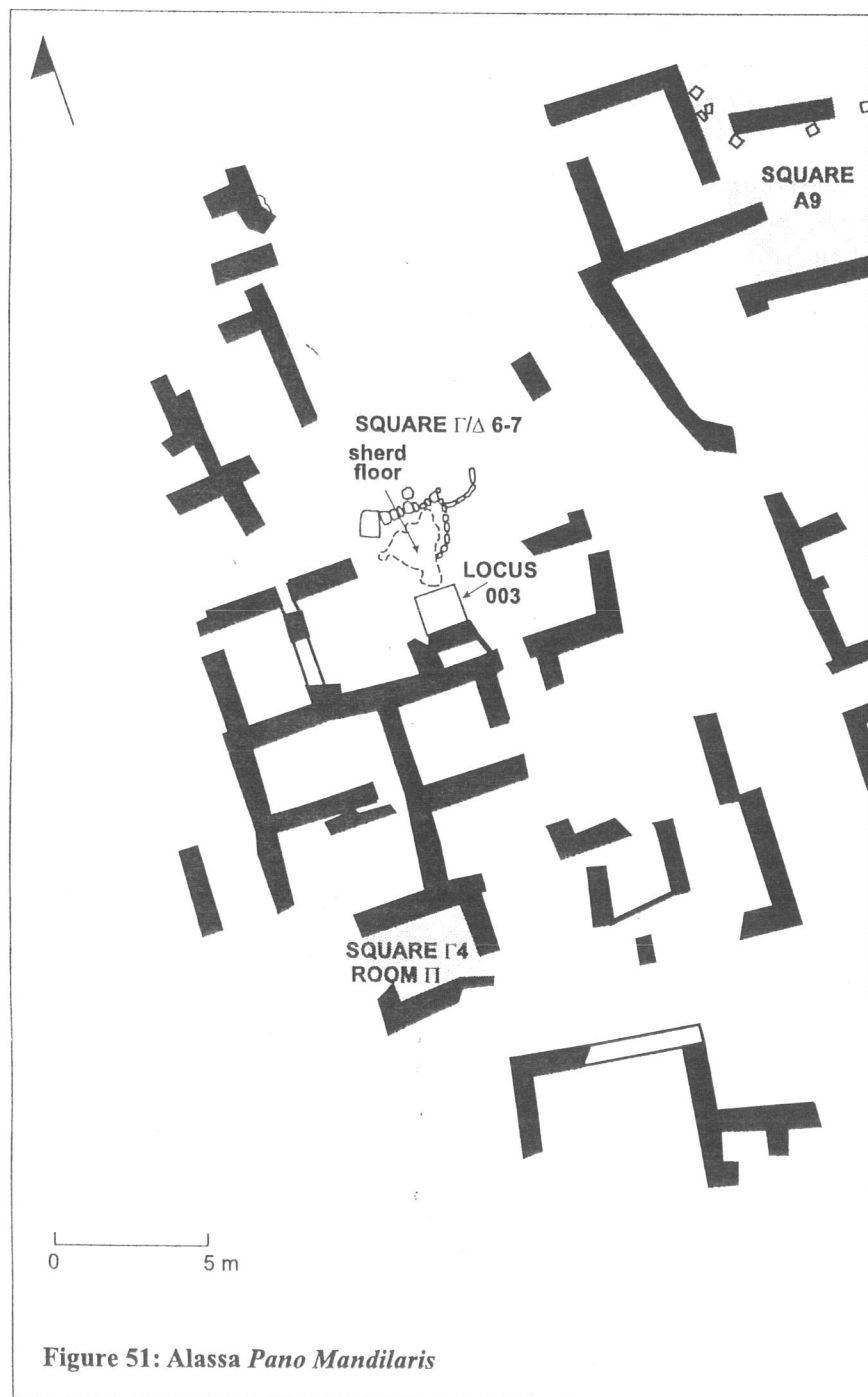 SQUARE
A9
SQUARE Γ/Δ 6-7
sherd
floor
LOCUS
003
SQUARE Γ4
ROOM Π
0 5 m
Figure 51: Alassa Pano Mandilaris